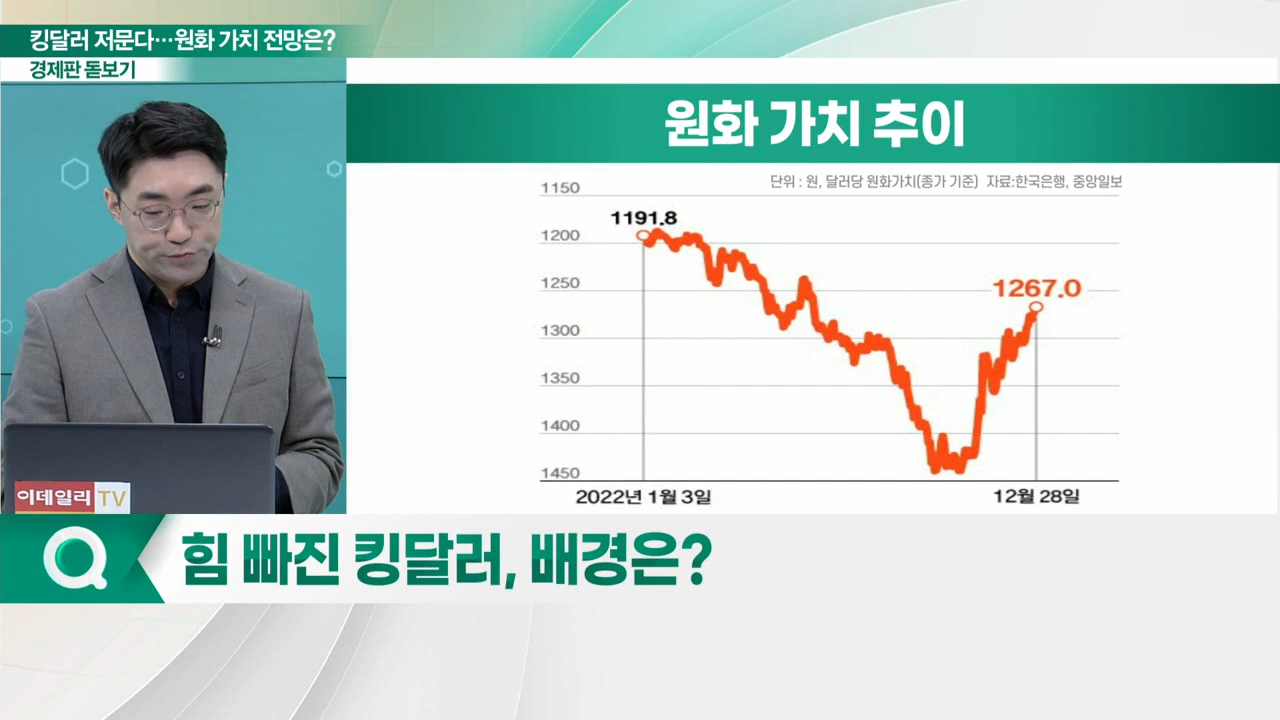 킹달러 저문다…원화 가치 전망은?
경제판 돋보기
원화 가치 추이
단위 : 원, 달러당 원화가치(종가 기준) 자료:한국은행, 중앙일보
1150
1191.8
1200
1250
1267.0
1300
1350
1400
1450
2022년 1월 3일
12월 28일
이데일리 TV
힘 빠진 킹달러, 배경은?